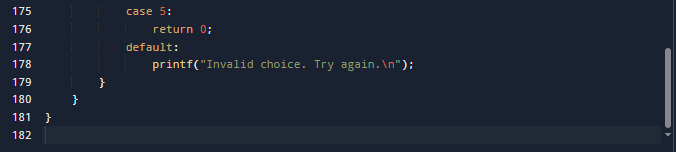 175            case 5:
176                return 0;
177            default:
178                printf("Invalid choice. Try again.\n");
179        }
180    }
181 }
182